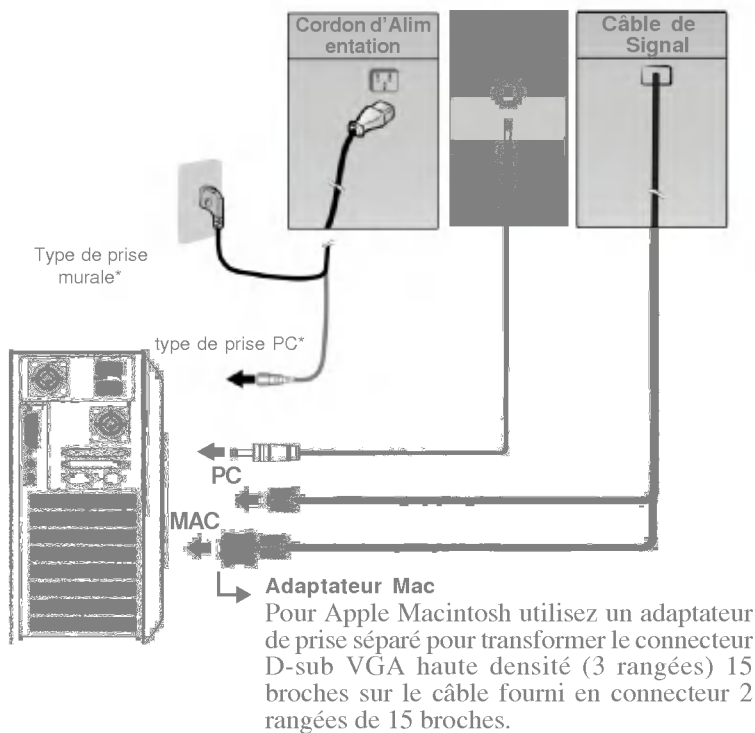 Cordon d'Alim
entation
Câble de
Signal
Type de prise
murale*
type de prise PC*
PC
MAC
Adaptateur Mac
Pour Apple Macintosh utilisez un adaptateur
de prise séparé pour transformer le connecteur
D-sub VGA haute densité (3 rangées) 15
broches sur le câble fourni en connecteur 2
rangées de 15 broches.